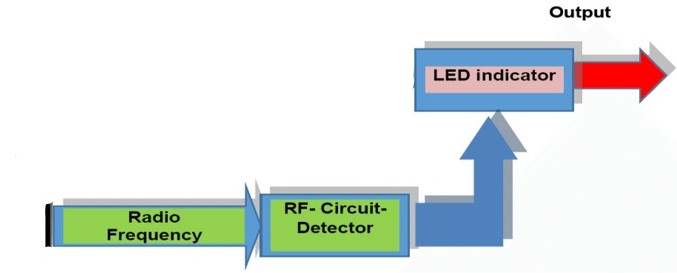 Output
LED indicator
RF- Circuit-
Detector
Radio
Frequency